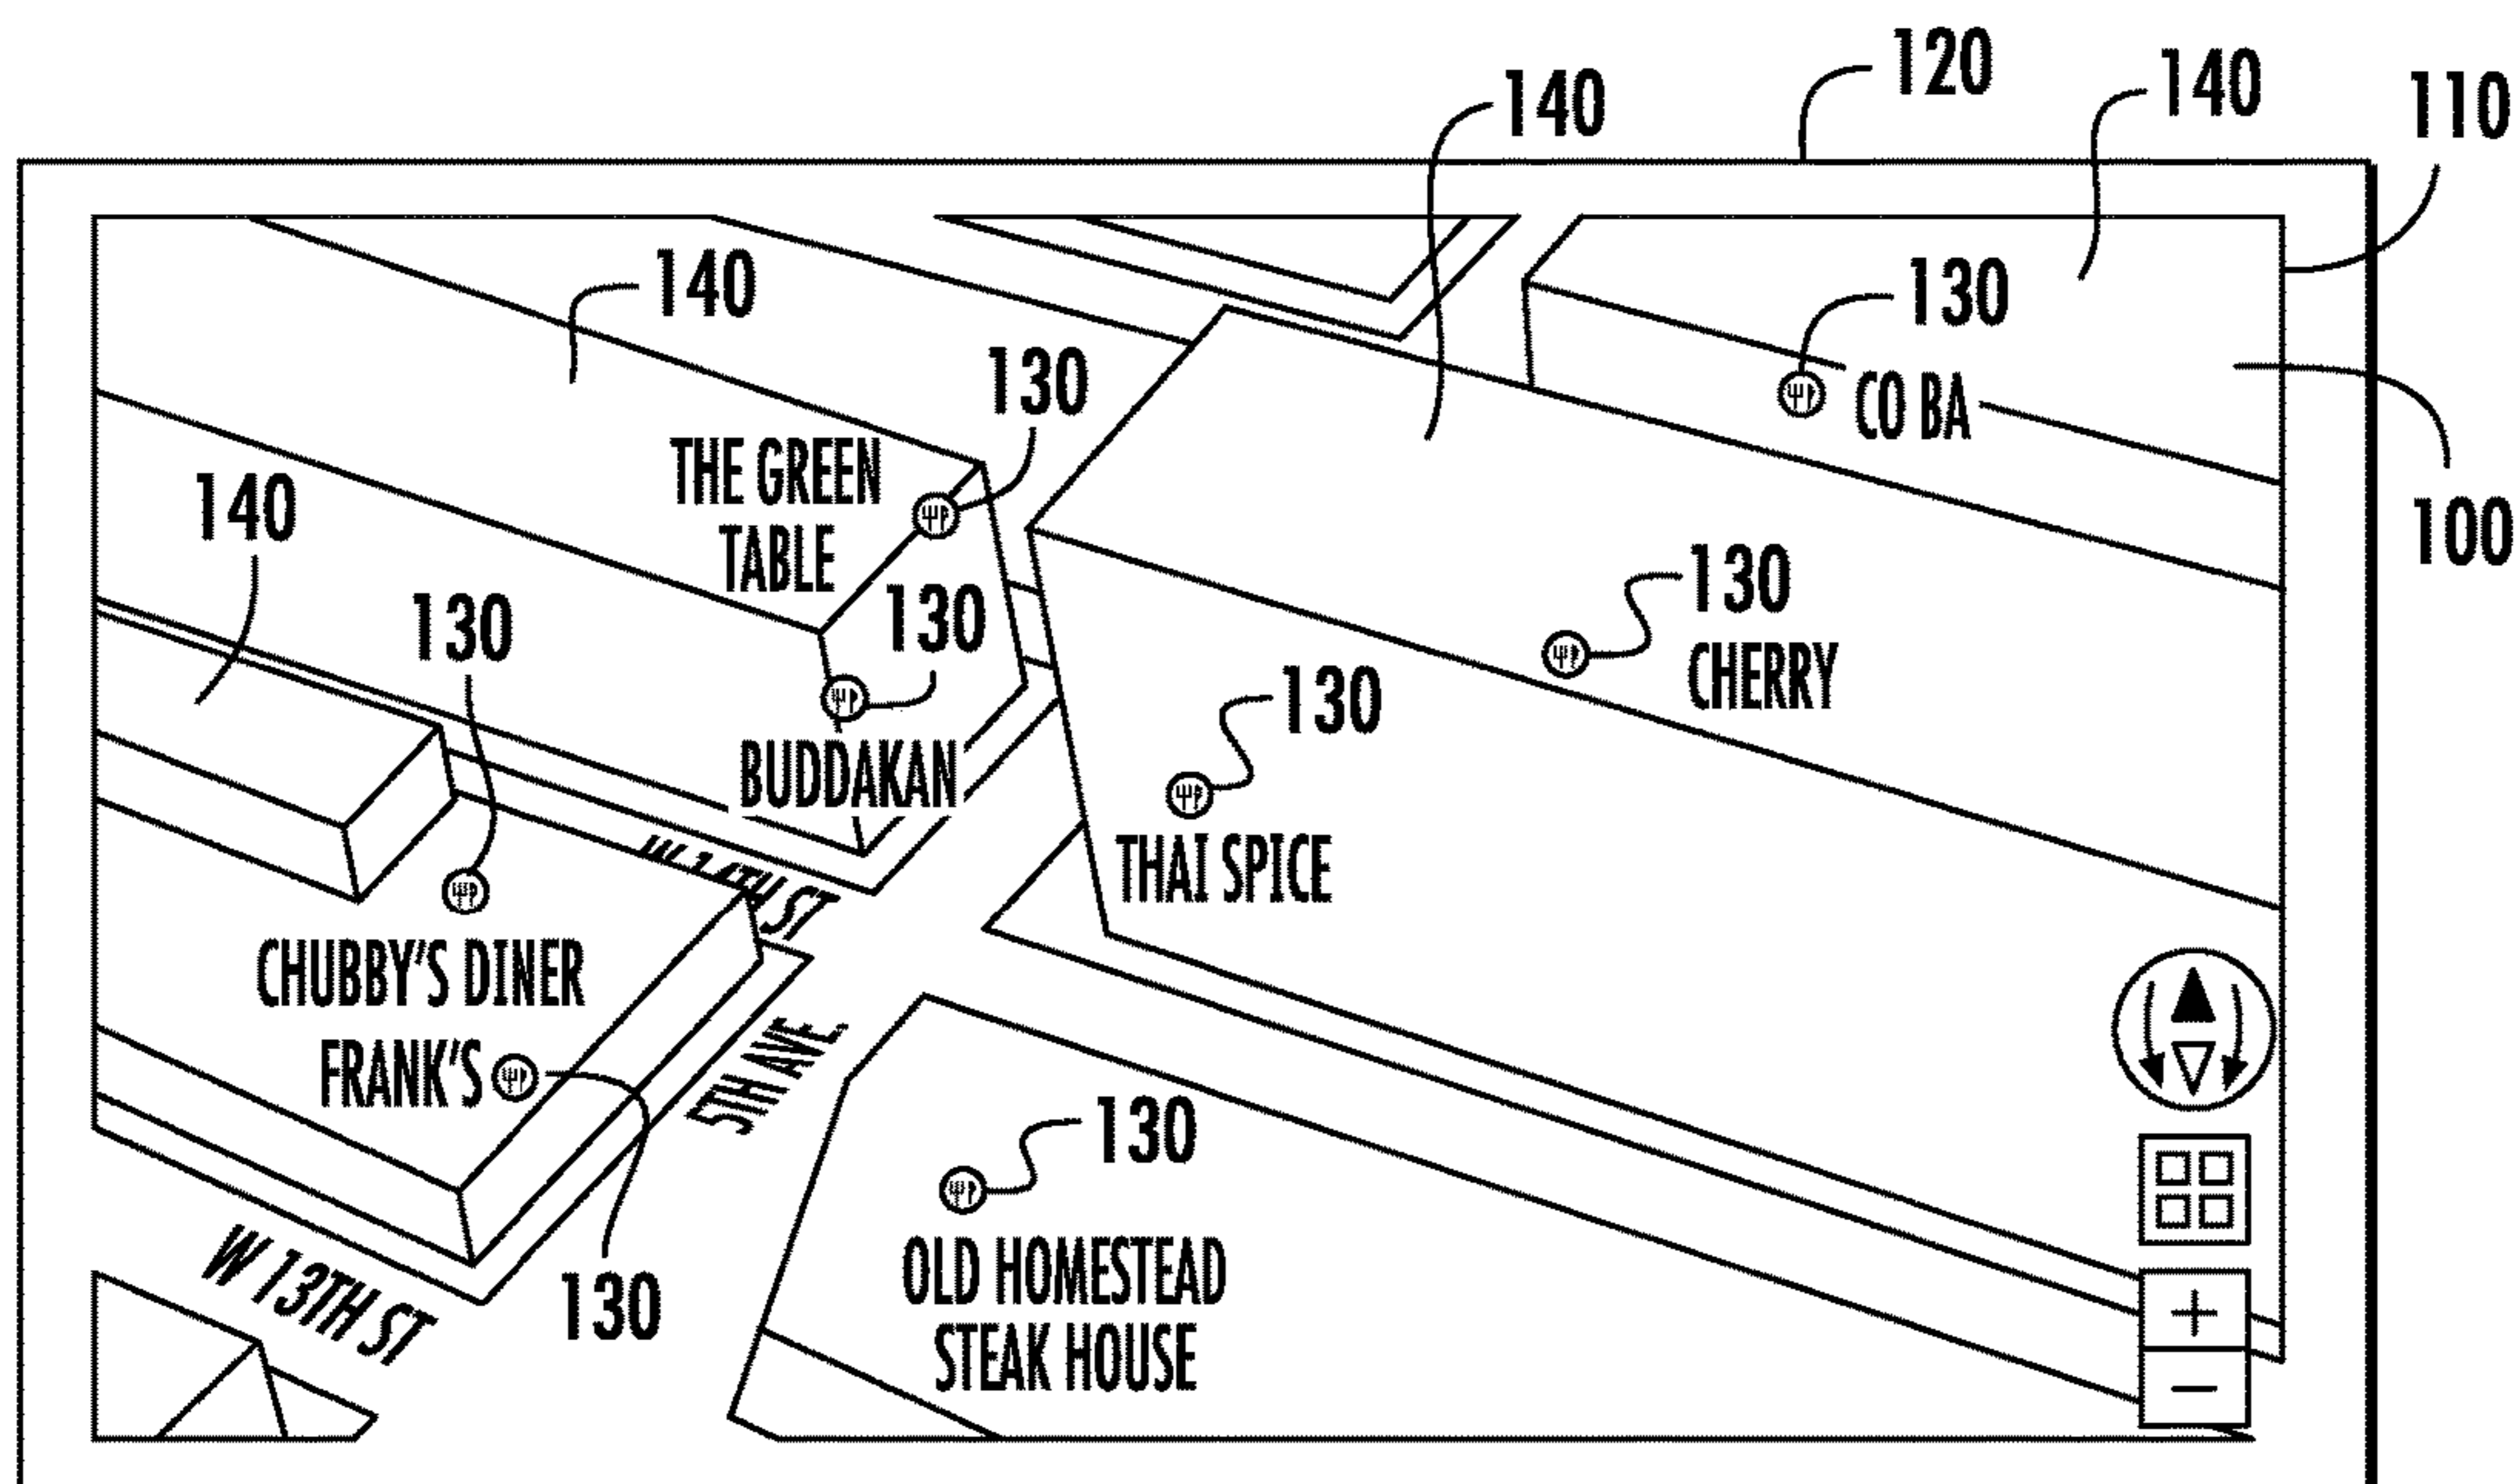 120
140
140
110
140
130
130
THE GREEN
TABLE
CO BA
140
100
130
130
130
CHERRY
130
BUDDAKAN
THAI SPICE
ST
CHUBBY'S DINER
FRANK'S
5TH AVE
130
W 13TH ST
130
OLD HOMESTEAD
STEAK HOUSE
+
−